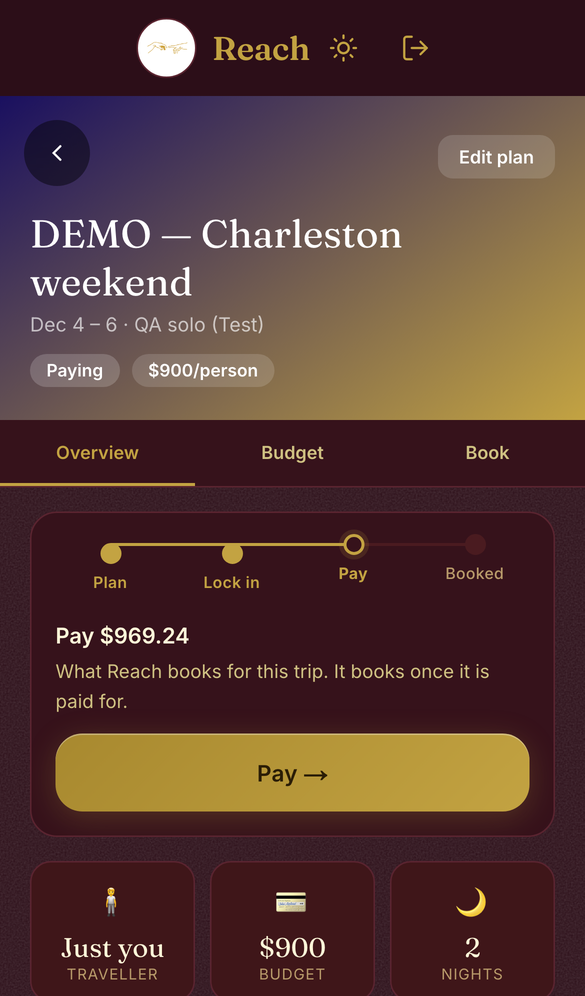 Reach
Edit plan
DEMO — Charleston
weekend
Dec 4 – 6 · QA solo (Test)
Paying
$900/person
Overview
Budget
Book
Plan
Lock in
Pay
Booked
Pay $969.24
What Reach books for this trip. It books once it is
paid for.
Pay →
Just you
TRAVELLER
$900
BUDGET
2
NIGHTS